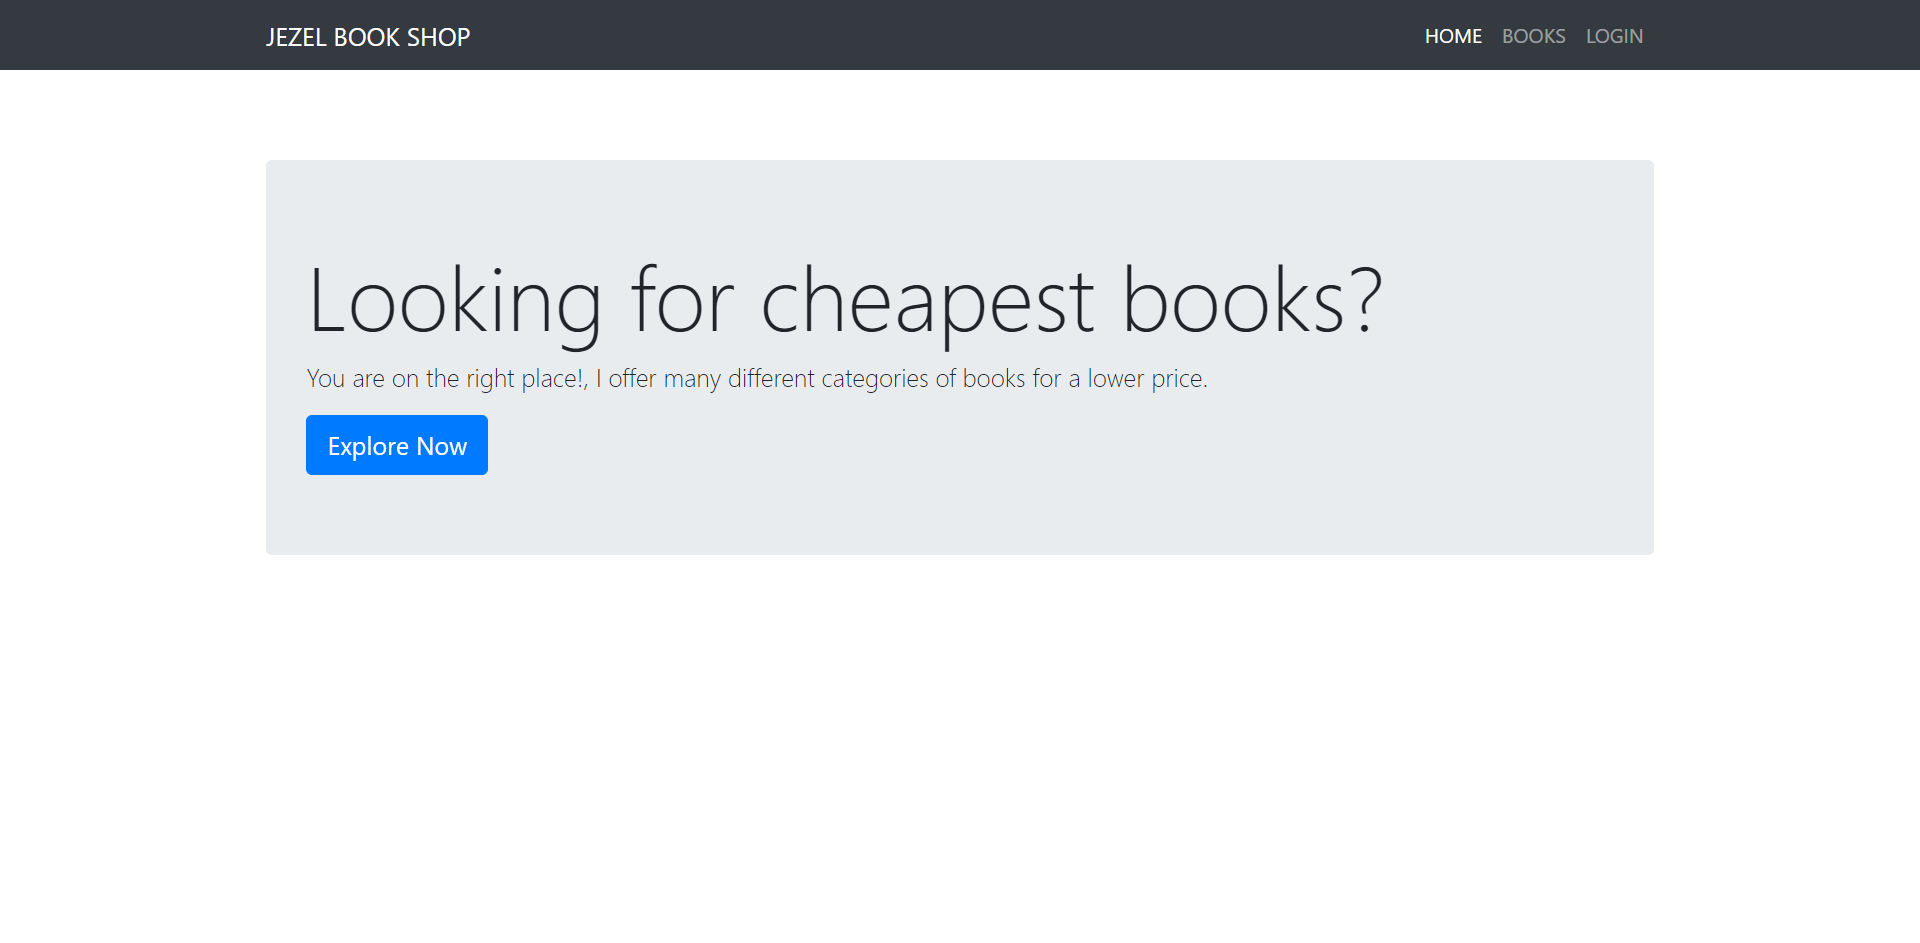 JEZEL BOOK SHOP
HOME BOOKS LOGIN
Looking for cheapest books?
You are on the right place!, I offer many different categories of books for a lower price.
Explore Now